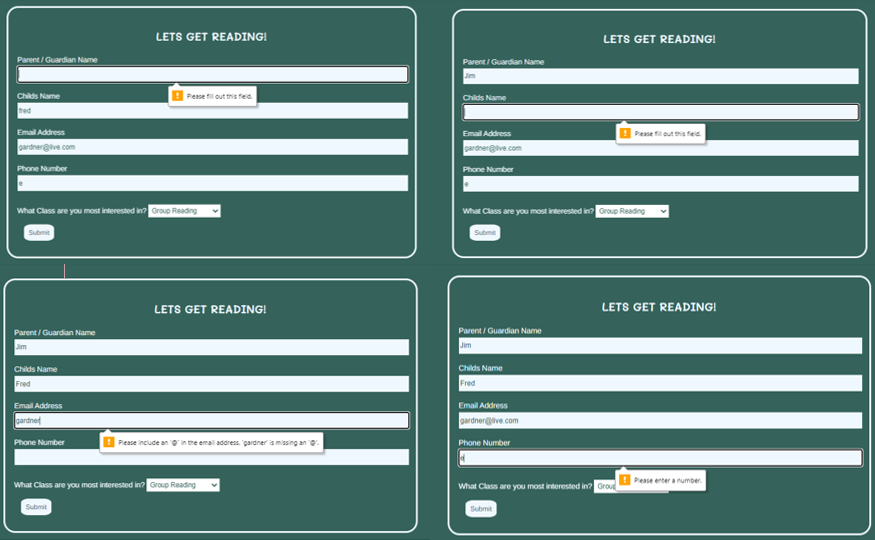 LETS GET READING!
Parent / Guardian Name
Please fill out this field.
Childs Name
fred
Email Address
gardner@live.com
Phone Number
e
What Class are you most interested in? Group Reading
Submit
LETS GET READING!
Parent / Guardian Name
Jim
Childs Name
Please fill out this field.
Email Address
gardner@live.com
Phone Number
e
What Class are you most interested in? Group Reading
Submit
LETS GET READING!
Parent / Guardian Name
Jim
Childs Name
Fred
Email Address
gardner
Please include an '@' in the email address. 'gardner' is missing an '@'.
Phone Number
What Class are you most interested in? Group Reading
Submit
LETS GET READING!
Parent / Guardian Name
Jim
Childs Name
Fred
Email Address
gardner@live.com
Phone Number
e
Please enter a number.
What Class are you most interested in? Grou
Submit